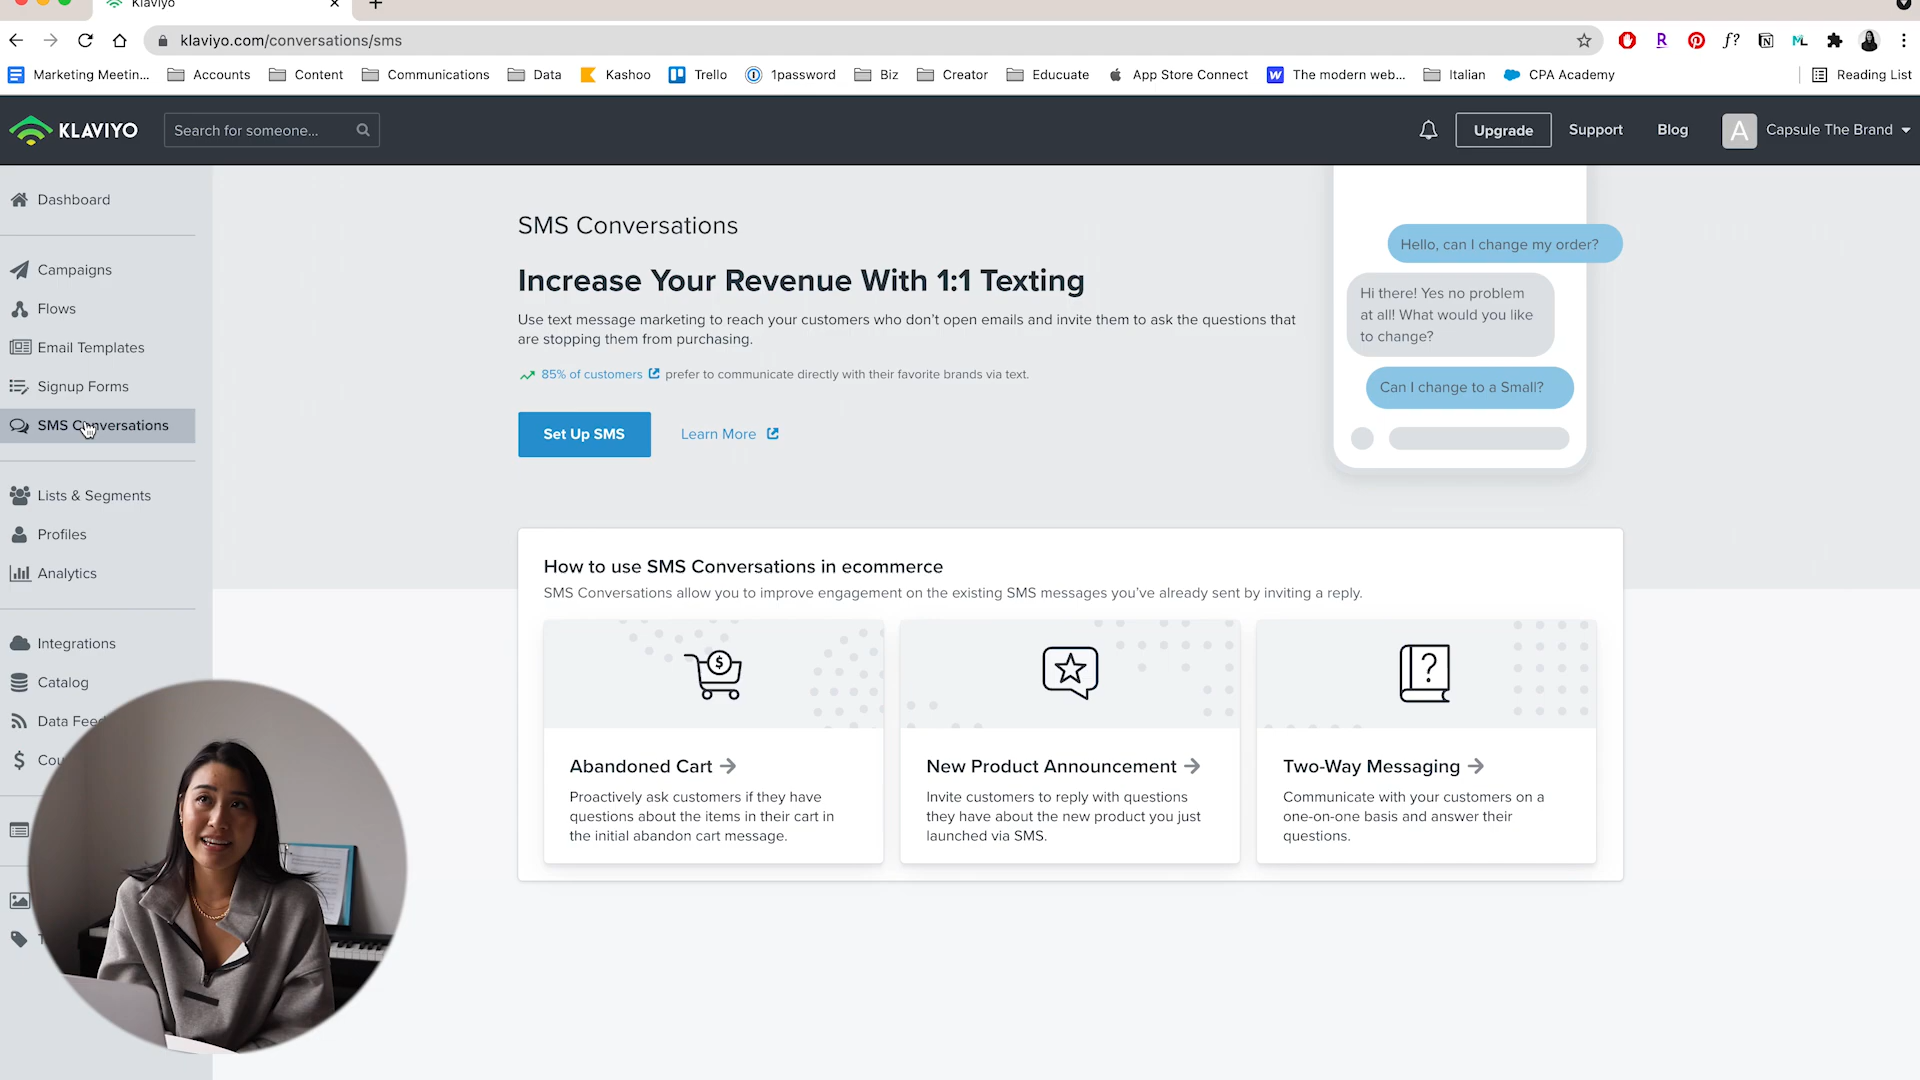 Klaviyo
klaviyo.com/conversations/sms
Marketing Meetin...
Accounts
Content
Communications
Data
Kashoo
Trello
1password
Biz
Creator
Educuate
App Store Connect
The modern web...
Italian
CPA Academy
Reading List
KLAVIYO
Search for someone...
Upgrade
Support
Blog
A
Capsule The Brand
Dashboard
Campaigns
Flows
Email Templates
Signup Forms
SMS Conversations
Lists & Segments
Profiles
Analytics
Integrations
Catalog
SMS Conversations
Increase Your Revenue With 1:1 Texting
Use text message marketing to reach your customers who don't open emails and invite them to ask the questions that
are stopping them from purchasing.
85% of customers prefer to communicate directly with their favorite brands via text.
Set Up SMS
Learn More
Hello, can I change my order?
Hi there! Yes no problem
at all! What would you like
to change?
Can I change to a Small?
How to use SMS Conversations in ecommerce
SMS Conversations allow you to improve engagement on the existing SMS messages you've already sent by inviting a reply.
Abandoned Cart
Proactively ask customers if they have
questions about the items in their cart in
the initial abandon cart message.
New Product Announcement
Invite customers to reply with questions
they have about the new product you just
launched via SMS.
Two-Way Messaging
Communicate with your customers on a
one-on-one basis and answer their
questions.